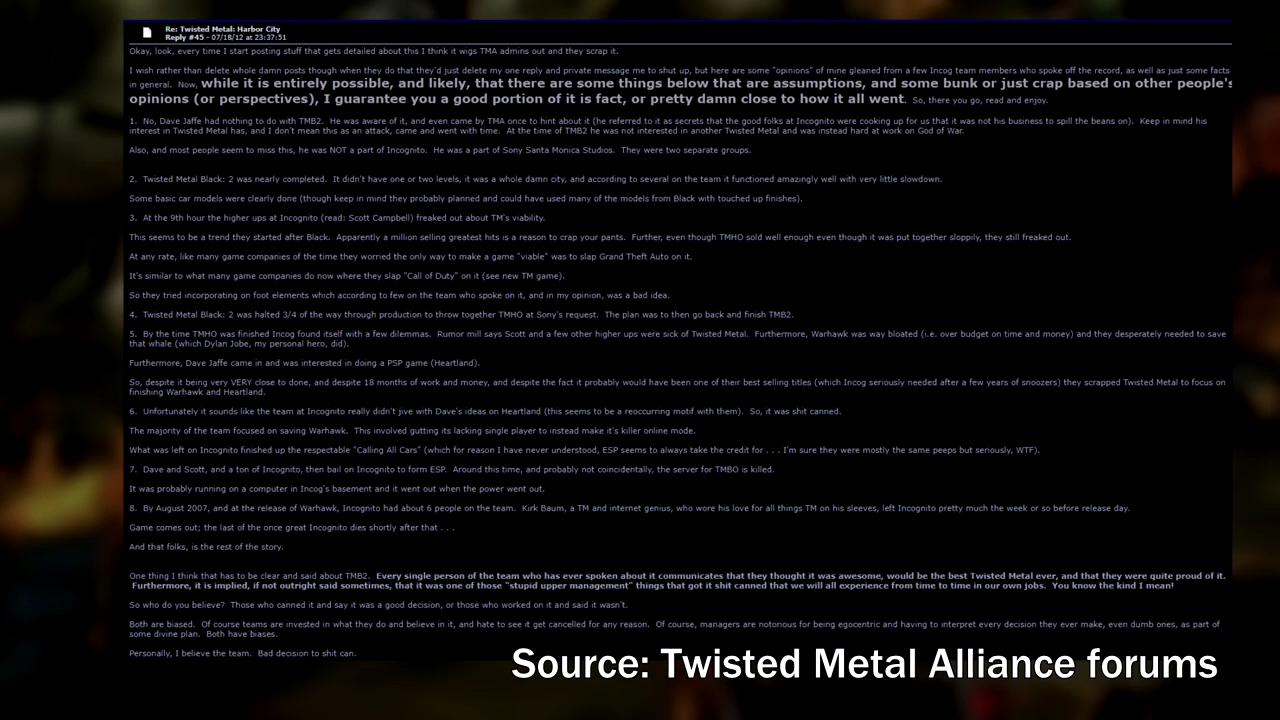 Re: Twisted Metal: Harbor City
Reply #45 - 07/18/12 at 23:37:51
Okay, look, every time I start posting stuff that gets detailed about this I think it wigs TMA admins out and they scrap it.
I wish rather than delete whole damn posts though when they do that they'd just delete my one reply and private message me to shut up, but here are some "opinions" of mine gleaned from a few Incog team members who spoke off the record, as well as just some facts
in general.  Now, while it is entirely possible, and likely, that there are some things below that are assumptions, and some bunk or just crap based on other people's
opinions (or perspectives), I guarantee you a good portion of it is fact, or pretty damn close to how it all went.  So, there you go, read and enjoy.
1.  No, Dave Jaffe had nothing to do with TMB2.  He was aware of it, and even came by TMA once to hint about it (he referred to it as secrets that the good folks at Incognito were cooking up for us that it was not his business to spill the beans on).  Keep in mind his
interest in Twisted Metal has, and I don't mean this as an attack, came and went with time.  At the time of TMB2 he was not interested in another Twisted Metal and was instead hard at work on God of War.
Also, and most people seem to miss this, he was NOT a part of Incognito.  He was a part of Sony Santa Monica Studios.  They were two separate groups.
2.  Twisted Metal Black: 2 was nearly completed.  It didn't have one or two levels, it was a whole damn city, and according to several on the team it functioned amazingly well with very little slowdown.
Some basic car models were clearly done (though keep in mind they probably planned and could have used many of the models from Black with touched up finishes).
3.  At the 9th hour the higher ups at Incognito (read: Scott Campbell) freaked out about TM's viability.
This seems to be a trend they started after Black.  Apparently a million selling greatest hits is a reason to crap your pants.  Further, even though TMHO sold well enough even though it was put together sloppily, they still freaked out.
At any rate, like many game companies of the time they worried the only way to make a game "viable" was to slap Grand Theft Auto on it.
It's similar to what many game companies do now where they slap "Call of Duty" on it (see new TM game).
So they tried incorporating on foot elements which according to few on the team who spoke on it, and in my opinion, was a bad idea.
4.  Twisted Metal Black: 2 was halted 3/4 of the way through production to throw together TMHO at Sony's request.  The plan was to then go back and finish TMB2.
5.  By the time TMHO was finished Incog found itself with a few dilemmas.  Rumor mill says Scott and a few other higher ups were sick of Twisted Metal.  Furthermore, Warhawk was way bloated (i.e. over budget on time and money) and they desperately needed to save
that whale (which Dylan Jobe, my personal hero, did).
Furthermore, Dave Jaffe came in and was interested in doing a PSP game (Heartland).
So, despite it being very VERY close to done, and despite 18 months of work and money, and despite the fact it probably would have been one of their best selling titles (which Incog seriously needed after a few years of snoozers) they scrapped Twisted Metal to focus on
finishing Warhawk and Heartland.
6.  Unfortunately it sounds like the team at Incognito really didn't jive with Dave's ideas on Heartland (this seems to be a reoccurring motif with them).  So, it was shit canned.
The majority of the team focused on saving Warhawk.  This involved gutting its lacking single player to instead make it's killer online mode.
What was left on Incognito finished up the respectable "Calling All Cars" (which for reason I have never understood, ESP seems to always take the credit for . . . I'm sure they were mostly the same peeps but seriously, WTF).
7.  Dave and Scott, and a ton of Incognito, then bail on Incognito to form ESP.  Around this time, and probably not coincidentally, the server for TMBO is killed.
It was probably running on a computer in Incog's basement and it went out when the power went out.
8.  By August 2007, and at the release of Warhawk, Incognito had about 6 people on the team.  Kirk Baum, a TM and internet genius, who wore his love for all things TM on his sleeves, left Incognito pretty much the week or so before release day.
Game comes out; the last of the once great Incognito dies shortly after that . . .
And that folks, is the rest of the story.
One thing I think that has to be clear and said about TMB2.  Every single person of the team who has ever spoken about it communicates that they thought it was awesome, would be the best Twisted Metal ever, and that they were quite proud of it.
Furthermore, it is implied, if not outright said sometimes, that it was one of those "stupid upper management" things that got it shit canned that we will all experience from time to time in our own jobs.  You know the kind I mean!
So who do you believe?  Those who canned it and say it was a good decision, or those who worked on it and said it wasn't.
Both are biased.  Of course teams are invested in what they do and believe in it, and hate to see it get cancelled for any reason.  Of course, managers are notorious for being egocentric and having to interpret every decision they ever make, even dumb ones, as part of
some divine plan.  Both have biases.
Personally, I believe the team.  Bad decision to shit can.
Source: Twisted Metal Alliance forums